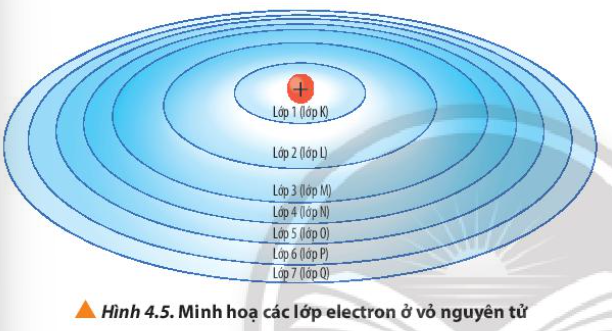 +
Lớp 1 (lớp K)
Lớp 2 (lớp L)
Lớp 3 (lớp M)
Lớp 4 (lớp N)
Lớp 5 (lớp O)
Lớp 6 (lớp P)
Lớp 7 (lớp Q)
Hình 4.5. Minh hoạ các lớp electron ở vỏ nguyên tử